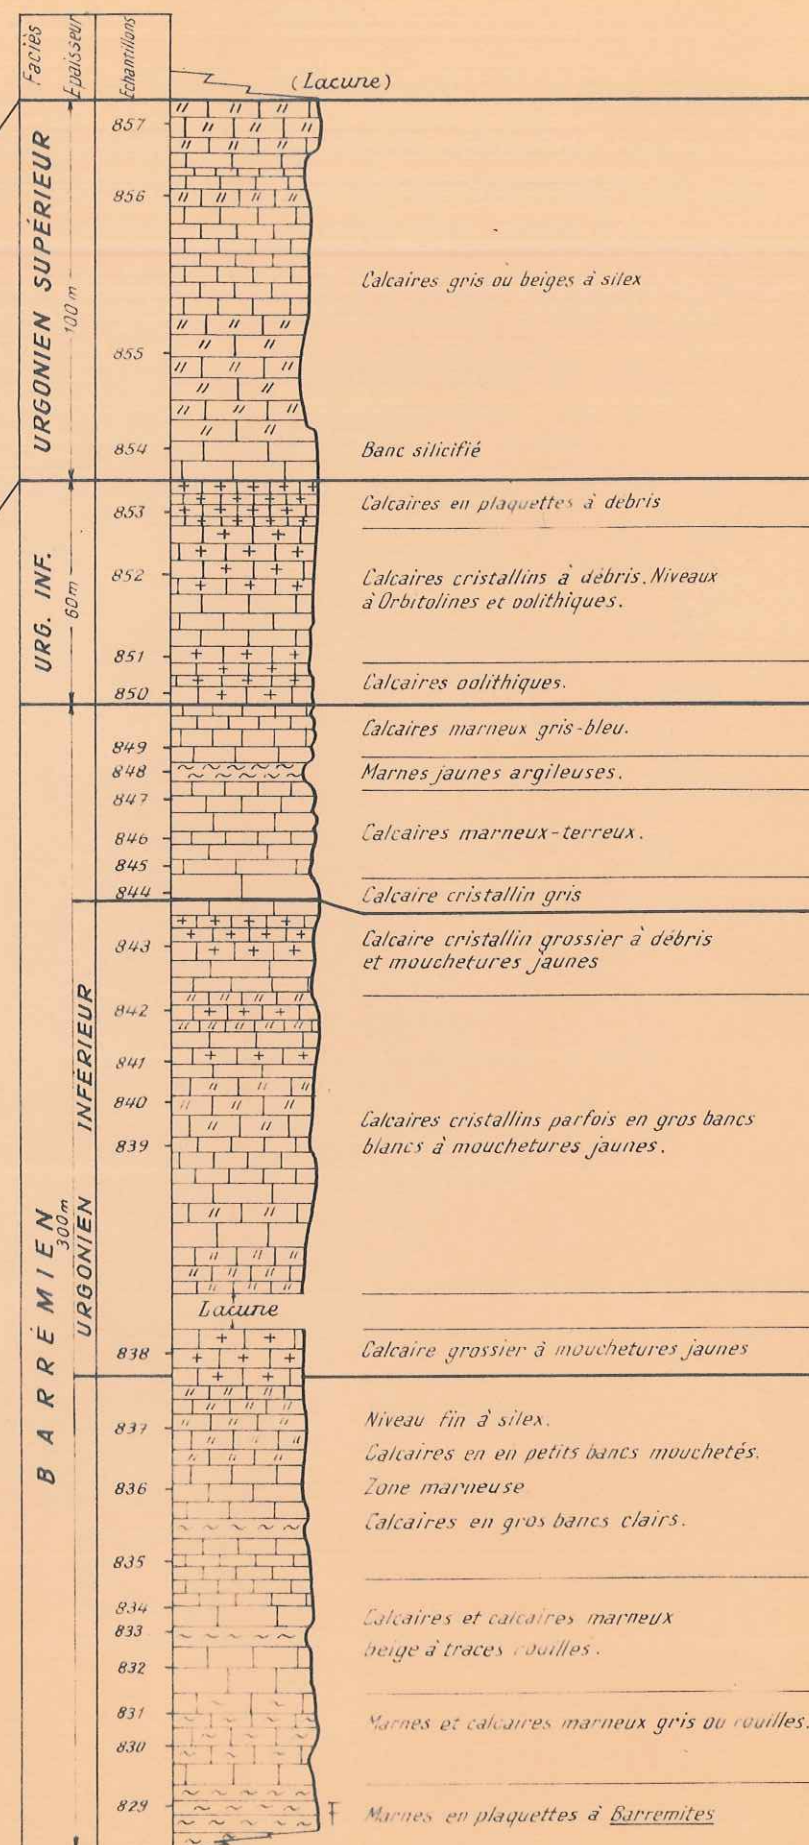 Faciès
Epaisseur
Echantillons
(Lacune)
URGONIEN SUPÉRIEUR
100m
857
856
Calcaires gris ou beiges à silex
855
854
Banc silicifié
URG. INF.
60m
853
Calcaires en plaquettes à debris
852
Calcaires cristallins à débris. Niveaux
à Orbitolines et oolithiques.
851
850
Calcaires oolithiques.
BARRÉMIEN
300m
849
Calcaires marneux gris-bleu.
848
Marnes jaunes argileuses.
847
846
Calcaires marneux-terreux.
845
844
Calcaire cristallin gris
URGONIEN INFÉRIEUR
843
Calcaire cristallin grossier à débris
et mouchetures jaunes
842
841
840
Calcaires cristallins parfois en gros bancs
blancs à mouchetures jaunes.
839
Lacune
838
Calcaire grossier à mouchetures jaunes
837
Niveau fin à silex.
Calcaires en en petits bancs mouchetés.
836
Zone marneuse
Calcaires en gros bancs clairs.
835
834
Calcaires et calcaires marneux
833
beige à traces rouilles.
832
831
Marnes et calcaires marneux gris ou rouilles.
830
829
F
Marnes en plaquettes à Barremites